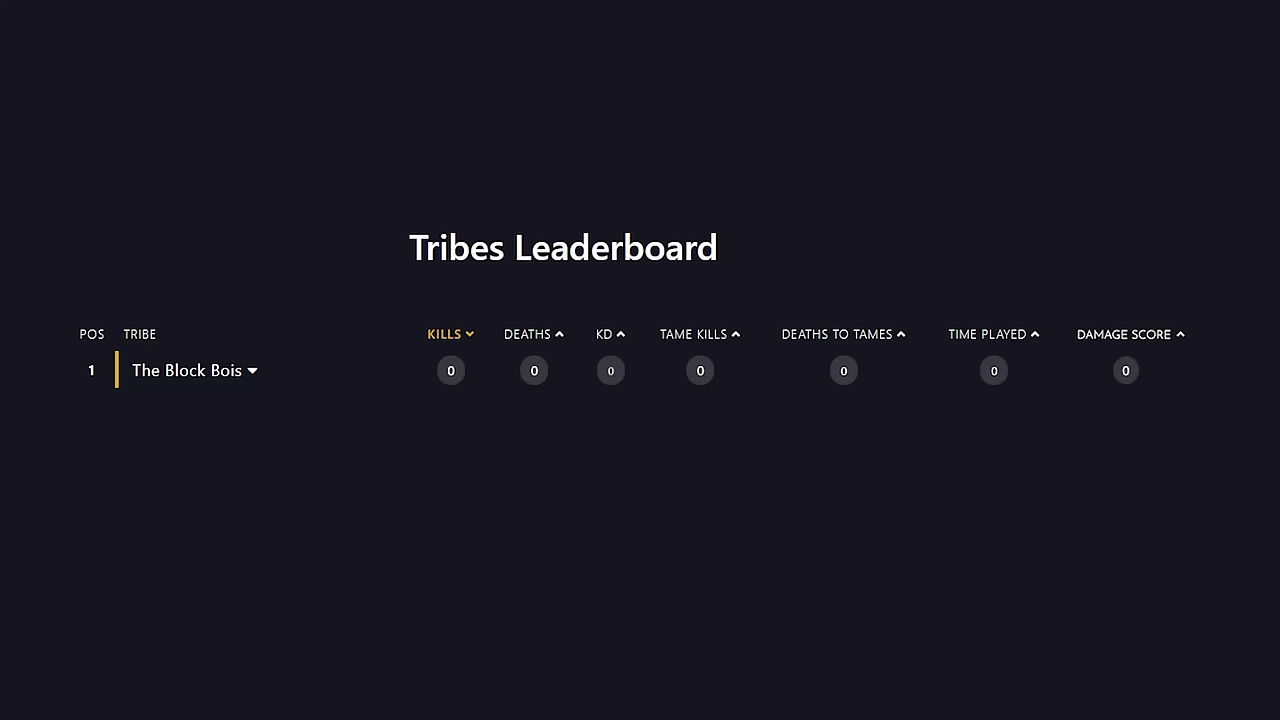 Tribes Leaderboard
POS TRIBE KILLS DEATHS KD TAME KILLS DEATHS TO TAMES TIME PLAYED DAMAGE SCORE
1 The Block Bois 0 0 0 0 0 0 0